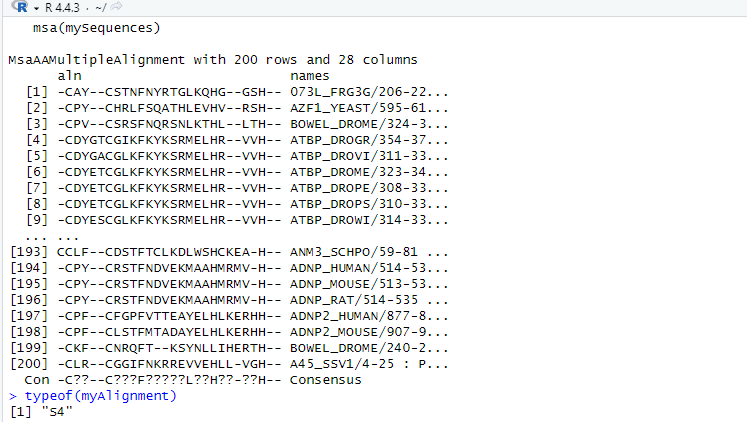 R 4.4.3 · ~/
msa(mySequences)
MsaAAMultipleAlignment with 200 rows and 28 columns
aln names
[1] -CAY--CSTNFNYRTGLKQHG--GSH-- 073L_FRG3G/206-22...
[2] -CPY--CHRLFSQATHLEVHV--RSH-- AZF1_YEAST/595-61...
[3] -CPV--CSRSFNQRSNLKTHL--LTH-- BOWEL_DROME/324-3...
[4] -CDYGTCGIKFKYKSRMELHR--VVH-- ATBP_DROGR/354-37...
[5] -CDYGACGLKFKYKSRMELHR--VVH-- ATBP_DROVI/311-33...
[6] -CDYETCGLKFKYKSRMELHR--VVH-- ATBP_DROME/323-34...
[7] -CDYETCGLKFKYKSRMELHR--VVH-- ATBP_DROPE/308-33...
[8] -CDYETCGLKFKYKSRMELHR--VVH-- ATBP_DROPS/310-33...
[9] -CDYESCGLKFKYKSRMELHR--VVH-- ATBP_DROWI/314-33...
... ...
[193] CCLF--CDSTFTCLKDLWSHCKEA-H-- ANM3_SCHPO/59-81 ...
[194] -CPY--CRSTFNDVEKMAAHMRMV-H-- ADNP_HUMAN/514-53...
[195] -CPY--CRSTFNDVEKMAAHMRMV-H-- ADNP_MOUSE/513-53...
[196] -CPY--CRSTFNDVEKMAAHMRMV-H-- ADNP_RAT/514-535 ...
[197] -CPF--CFGPFVTTEAYELHLKERHH-- ADNP2_HUMAN/877-8...
[198] -CPF--CLSTFMTADAYELHLKERHH-- ADNP2_MOUSE/907-9...
[199] -CKF--CNRQFT--KSYNLLIHERTH-- BOWEL_DROME/240-2...
[200] -CLR--CGGIFNKRREVVEHLL-VGH-- A45_SSV1/4-25 : P...
Con -C??--C???F?????L??H??-??H-- Consensus
> typeof(myAlignment)
[1] "S4"